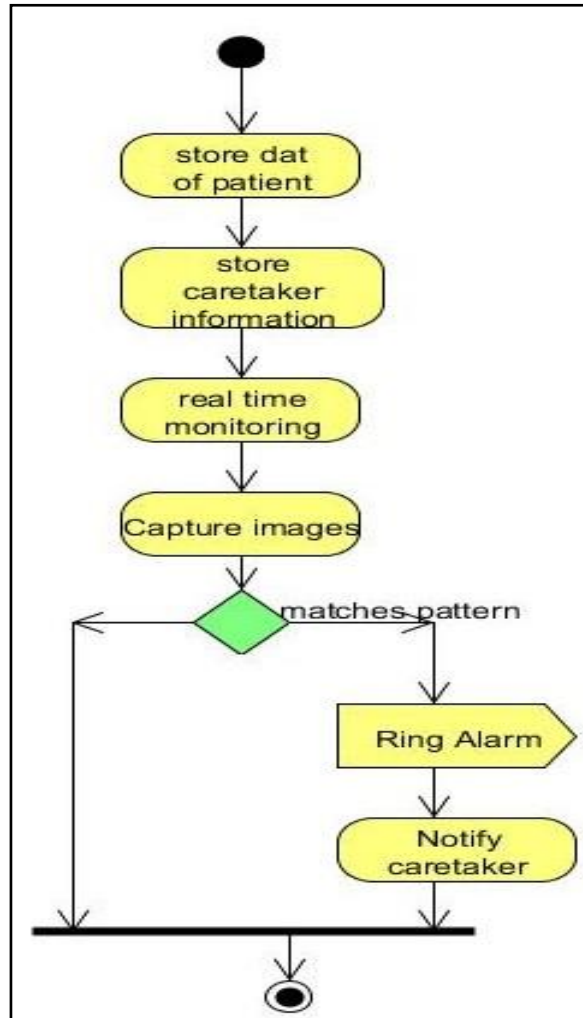 store dat
of patient
store
caretaker
information
real time
monitoring
Capture images
matches pattern
Ring Alarm
Notify
caretaker